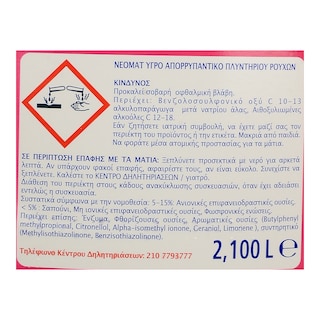 ΝΕΟΜΑΤ ΥΓΡΟ ΑΠΟΡΡΥΠΑΝΤΙΚΟ ΠΛΥΝΤΗΡΙΟΥ ΡΟΥΧΩΝ
ΚΙΝΔΥΝΟΣ
Προκαλεί σοβαρή οφθαλμική βλάβη.
Περιέχει: Βενζολοσουλφονικό οξύ C 10-13
αλκυλοπαράγωγα μετά νατρίου άλας, Αιθοξυλιωμένες
αλκοόλες C 12-18.
Εάν ζητήσετε ιατρική συμβουλή, να έχετε μαζί σας τον
περιέκτη του προϊόντος ή την ετικέτα. Μακριά από παιδιά.
Να φοράτε μέσα ατομικής προστασίας για τα μάτια.
ΣΕ ΠΕΡΙΠΤΩΣΗ ΕΠΑΦΗΣ ΜΕ ΤΑ ΜΑΤΙΑ: Ξεπλύνετε προσεκτικά με νερό για αρκετά
λεπτά. Αν υπάρχουν φακοί επαφής, αφαιρέστε τους, αν είναι εύκολο. Συνεχίστε να
ξεπλένετε. Καλέστε το ΚΕΝΤΡΟ ΔΗΛΗΤΗΡΙΑΣΕΩΝ / γιατρό.
Διάθεση του περιέκτη στους κάδους ανακύκλωσης συσκευασιών, όταν έχει αδειάσει
εντελώς η συσκευασία.
Συστατικά σύμφωνα με τη νομοθεσία: 5-15% Ανιονικές επιφανειοδραστικές ουσίες,
< 5% Σαπούνι, Μη ιονικές επιφανειοδραστικές ουσίες, Φωσφονικές ενώσεις.
Περιέχει επίσης: Ένζυμα, Φθορίζουσες ουσίες, Αρωματικές ουσίες (Butylphenyl
methylpropional, Citronellol, Alpha-isomethyl ionone, Geraniol, Limonene), συντηρητικό
(Methylisothiazolinone, Benzisothiazolinone).
Τηλέφωνο Κέντρου Δηλητηριάσεων: 210 7793777
2,100 L ℮